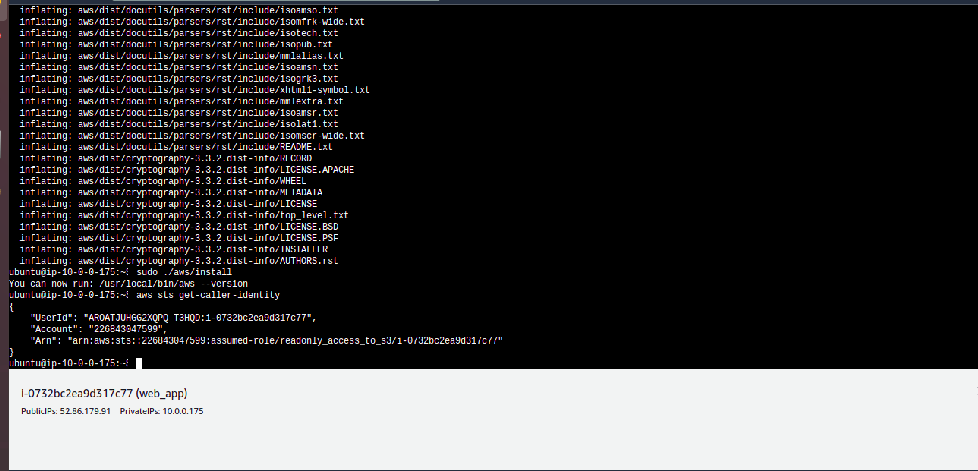 inflating: aws/dist/docutils/parsers/rst/include/isoamso.txt
inflating: aws/dist/docutils/parsers/rst/include/isomfrk-wide.txt
inflating: aws/dist/docutils/parsers/rst/include/isotech.txt
inflating: aws/dist/docutils/parsers/rst/include/isopub.txt
inflating: aws/dist/docutils/parsers/rst/include/mmlalias.txt
inflating: aws/dist/docutils/parsers/rst/include/isoamsn.txt
inflating: aws/dist/docutils/parsers/rst/include/isogrk3.txt
inflating: aws/dist/docutils/parsers/rst/include/xhtml1-symbol.txt
inflating: aws/dist/docutils/parsers/rst/include/mmlextra.txt
inflating: aws/dist/docutils/parsers/rst/include/isoamsr.txt
inflating: aws/dist/docutils/parsers/rst/include/isolat1.txt
inflating: aws/dist/docutils/parsers/rst/include/isomscr-wide.txt
inflating: aws/dist/docutils/parsers/rst/include/README.txt
inflating: aws/dist/cryptography-3.3.2.dist-info/RECORD
inflating: aws/dist/cryptography-3.3.2.dist-info/LICENSE.APACHE
inflating: aws/dist/cryptography-3.3.2.dist-info/WHEEL
inflating: aws/dist/cryptography-3.3.2.dist-info/METADATA
inflating: aws/dist/cryptography-3.3.2.dist-info/LICENSE
inflating: aws/dist/cryptography-3.3.2.dist-info/top_level.txt
inflating: aws/dist/cryptography-3.3.2.dist-info/LICENSE.BSD
inflating: aws/dist/cryptography-3.3.2.dist-info/LICENSE.PSF
inflating: aws/dist/cryptography-3.3.2.dist-info/INSTALLER
inflating: aws/dist/cryptography-3.3.2.dist-info/AUTHORS.rst
ubuntu@ip-10-0-0-175:~$ sudo ./aws/install
You can now run: /usr/local/bin/aws --version
ubuntu@ip-10-0-0-175:~$ aws sts get-caller-identity
{
"UserId":
"Account": "226843047599",
"Arn": "arn:aws:sts::226843047599:assumed-role/readonly_access_to_s3/i-0732bc2ea9d317c77"
}
ubuntu@ip-10-0-0-175:~$
i-0732bc2ea9d317c77 (web_app)
PublicIPs: 52.86.179.91 PrivateIPs: 10.0.0.175